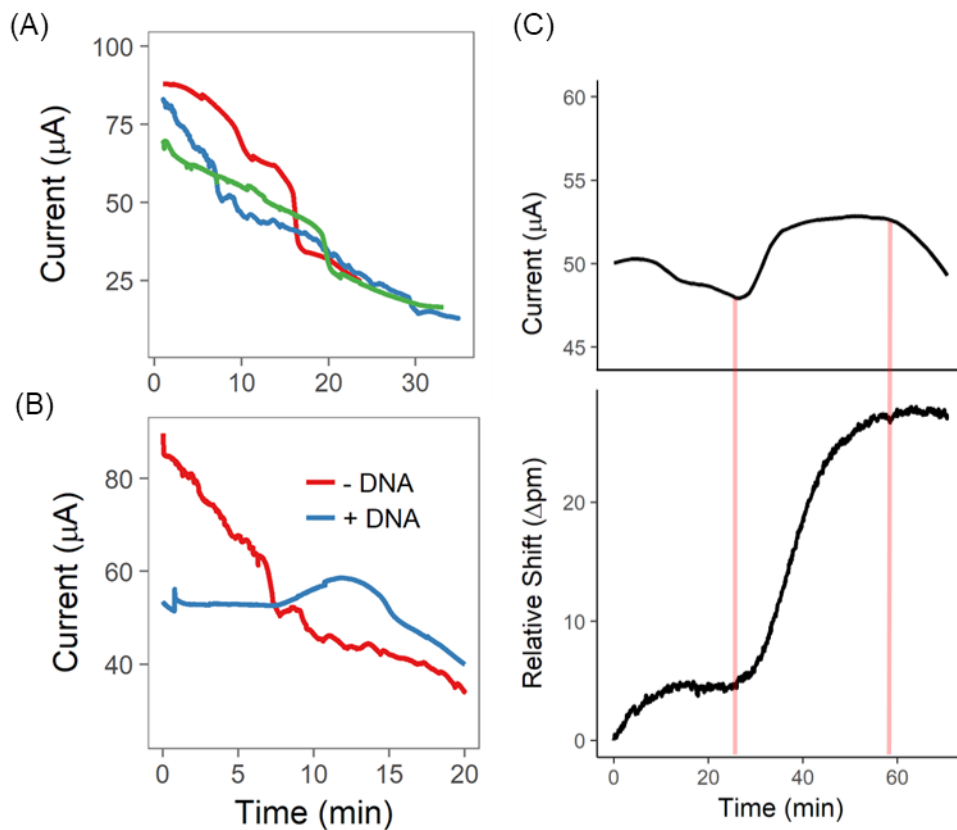 (A)
100
75
50
25
Current (µA)
0 10 20 30
(B)
80
60
40
Current (µA)
- DNA
+ DNA
0 5 10 15 20
Time (min)
(C)
60
55
50
45
Current (µA)
20
10
0
Relative Shift (Δpm)
0 20 40 60
Time (min)